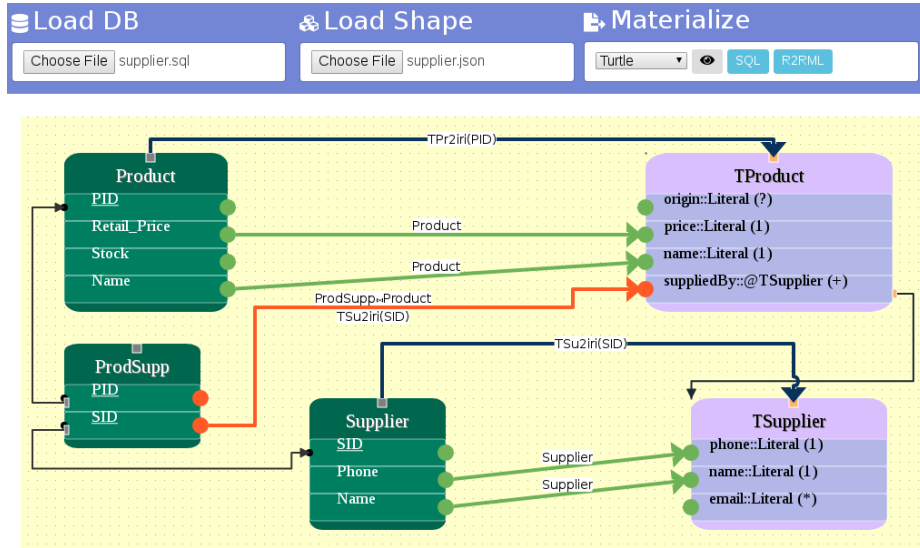 Load DB
Load Shape
Materialize
Choose File supplier.sql
Choose File supplier.json
Turtle
SQL
R2RML
TPr2iri(PID)
Product
PID
Retail_Price
Stock
Name
Product
Product
TProduct
origin::Literal (?)
price::Literal (1)
name::Literal (1)
suppliedBy::@TSupplier (+)
ProdSupp⋈Product
TSu2iri(SID)
ProdSupp
PID
SID
TSu2iri(SID)
Supplier
SID
Phone
Name
Supplier
Supplier
TSupplier
phone::Literal (1)
name::Literal (1)
email::Literal (*)